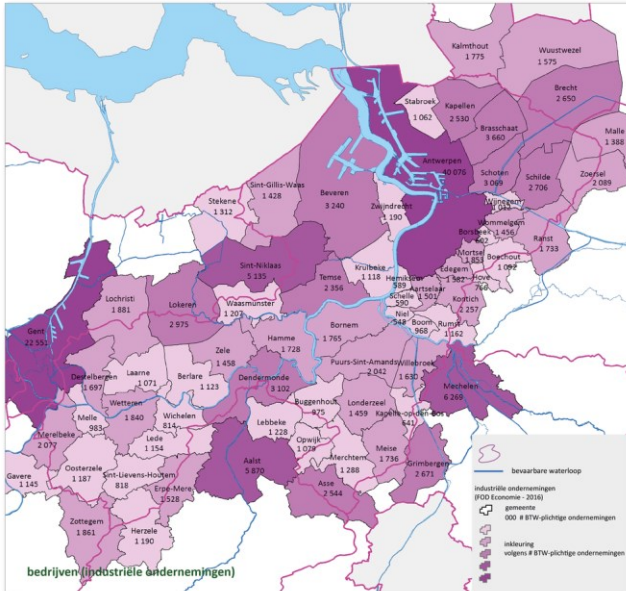 Kalmthout
1 775
Wuustwezel
1 575
Stabroek
1 062
Kapellen
2 530
Brecht
2 650
Brasschaat
3 660
Malle
1 388
Antwerpen
40 076
Schoten
3 069
Schilde
2 706
Zoersel
2 089
Sint-Gillis-Waas
1 428
Beveren
3 240
Stekene
1 312
Zwijndrecht
1 190
Wijnegem
Wommelgem
1 456
Borsbeek
Ranst
1 733
Sint-Niklaas
5 135
Temse
2 356
Kruibeke
1 118
Mortsel
1 853
Boechout
1 092
Edegem
1 382
Hove
766
Hemiksem
589
Aartselaar
1 501
Schelle
590
Kontich
2 257
Lochristi
1 881
Lokeren
2 975
Waasmunster
1 207
Niel
548
Boom
968
Rumst
1 162
Gent
22 551
Hamme
1 728
Bornem
1 765
Zele
1 458
Destelbergen
1 697
Laarne
1 071
Berlare
1 123
Dendermonde
3 102
Puurs-Sint-Amands
2 042
Willebroek
1 630
Mechelen
6 269
Wetteren
1 840
Wichelen
814
Melle
983
Buggenhout
975
Londerzeel
1 459
Kapelle-op-den-Bos
641
Merelbeke
2 077
Lede
1 154
Lebbeke
1 228
Opwijk
1 079
Merchtem
1 288
Meise
1 736
Grimbergen
2 671
Gavere
1 145
Oosterzele
1 187
Sint-Lievens-Houtem
818
Erpe-Mere
1 528
Aalst
5 870
Asse
2 544
Zottegem
1 861
Herzele
1 190
bevaarbare waterloop
industriële ondernemingen
(FOD Economie - 2016)
gemeente
000 # BTW-plichtige ondernemingen
inkleuring
volgens # BTW-plichtige ondernemingen
bedrijven (industriële ondernemingen)